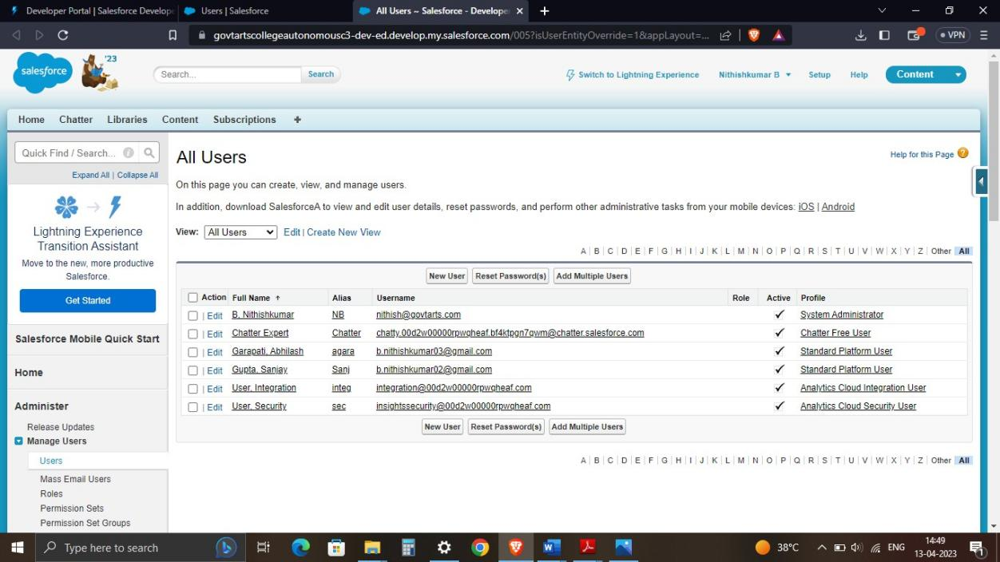 Developer Portal | Salesforce Develope
Users | Salesforce
All Users ~ Salesforce - Develope
govtartscollegeautonomousc3-dev-ed.develop.my.salesforce.com/005?isUserEntityOverride=1&appLayout=...
VPN
salesforce
'23
Search...
Search
Switch to Lightning Experience
Nithishkumar B
Setup
Help
Content
Home
Chatter
Libraries
Content
Subscriptions
+
Quick Find / Search...
Expand All | Collapse All
Lightning Experience
Transition Assistant
Move to the new, more productive
Salesforce.
Get Started
Salesforce Mobile Quick Start
Home
Administer
Release Updates
Manage Users
Users
Mass Email Users
Roles
Permission Sets
Permission Set Groups
All Users
Help for this Page
On this page you can create, view, and manage users.
In addition, download SalesforceA to view and edit user details, reset passwords, and perform other administrative tasks from your mobile devices: iOS | Android
View: All Users Edit | Create New View
A | B | C | D | E | F | G | H | I | J | K | L | M | N | O | P | Q | R | S | T | U | V | W | X | Y | Z | Other All
New User Reset Password(s) Add Multiple Users
Action Full Name ↑ Alias Username Role Active Profile
| Edit B, Nithishkumar NB nithish@govtarts.com ✓ System Administrator
| Edit Chatter Expert Chatter chatty.00d2w00000rpwqheaf.bf4ktpgn7qwm@chatter.salesforce.com ✓ Chatter Free User
| Edit Garapati, Abhilash agara b.nithishkumar03@gmail.com ✓ Standard Platform User
| Edit Gupta, Sanjay Sanj b.nithishkumar02@gmail.com ✓ Standard Platform User
| Edit User, Integration integ integration@00d2w00000rpwqheaf.com ✓ Analytics Cloud Integration User
| Edit User, Security sec insightssecurity@00d2w00000rpwqheaf.com ✓ Analytics Cloud Security User
New User Reset Password(s) Add Multiple Users
A | B | C | D | E | F | G | H | I | J | K | L | M | N | O | P | Q | R | S | T | U | V | W | X | Y | Z | Other All
Type here to search
38°C
ENG
14:49
13-04-2023
1